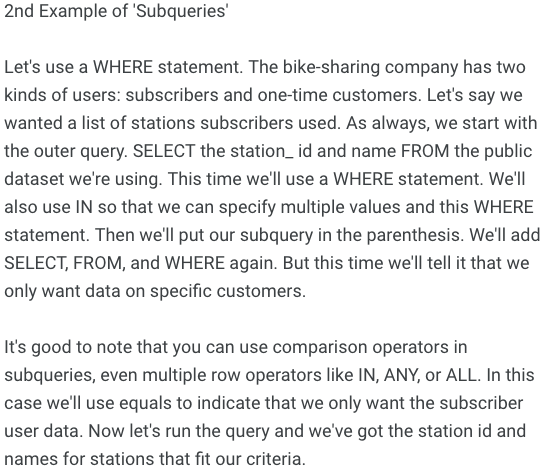 2nd Example of 'Subqueries'
Let's use a WHERE statement. The bike-sharing company has two
kinds of users: subscribers and one-time customers. Let's say we
wanted a list of stations subscribers used. As always, we start with
the outer query. SELECT the station_ id and name FROM the public
dataset we're using. This time we'll use a WHERE statement. We'll
also use IN so that we can specify multiple values and this WHERE
statement. Then we'll put our subquery in the parenthesis. We'll add
SELECT, FROM, and WHERE again. But this time we'll tell it that we
only want data on specific customers.
It's good to note that you can use comparison operators in
subqueries, even multiple row operators like IN, ANY, or ALL. In this
case we'll use equals to indicate that we only want the subscriber
user data. Now let's run the query and we've got the station id and
names for stations that fit our criteria.